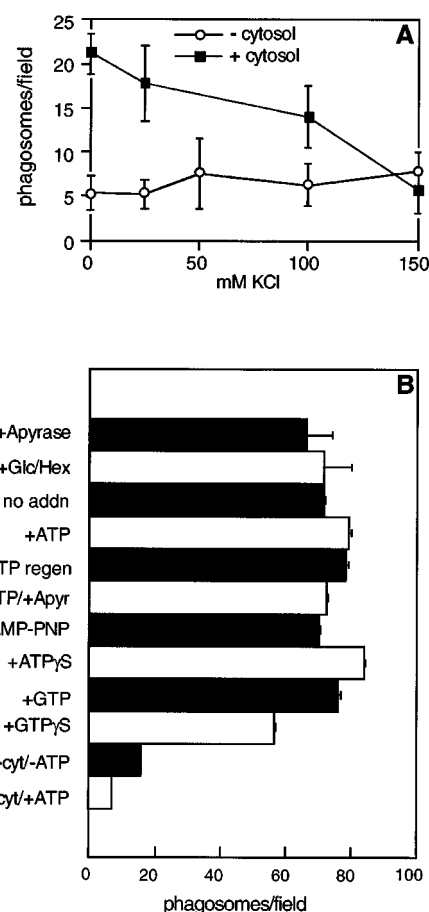 A
- cytosol
+ cytosol
25
20
15
10
5
0
phagosomes/field
0 50 100 150
mM KCl
B
+Apyrase
+Glc/Hex
no addn
+ATP
TP regen
TP/+Apyr
AMP-PNP
+ATPγS
+GTP
+GTPγS
-cyt/-ATP
cyt/+ATP
0 20 40 60 80 100
phagosomes/field